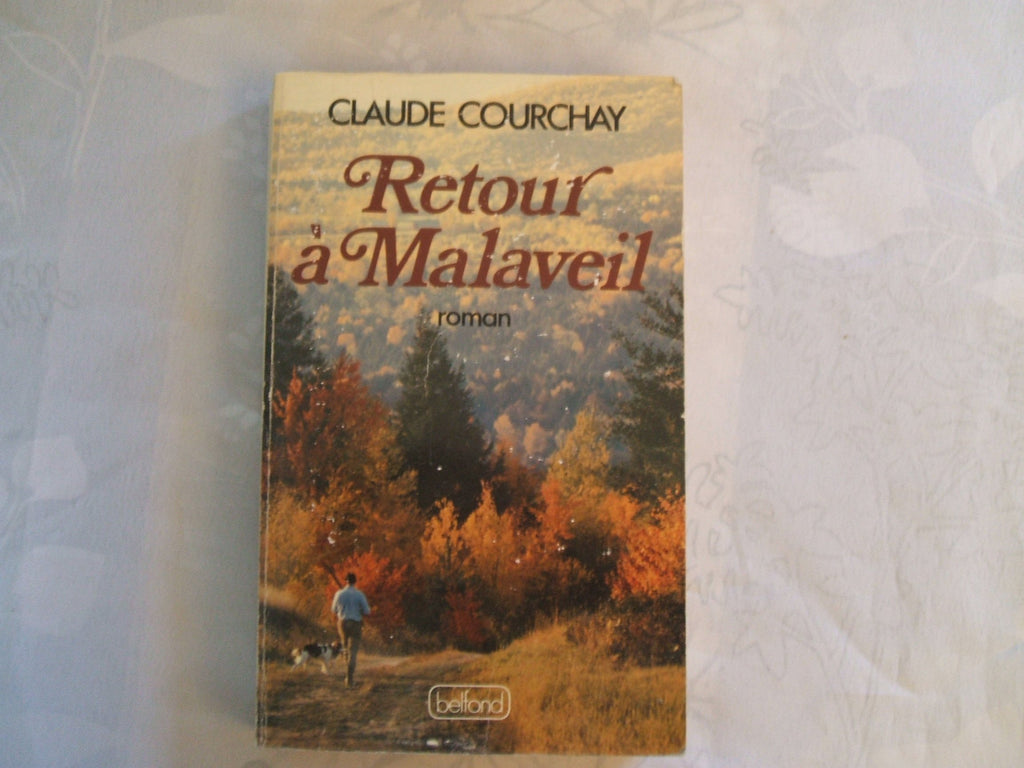 CLAUDE COURCHAY
Retour
à Malaveil
roman
belfond